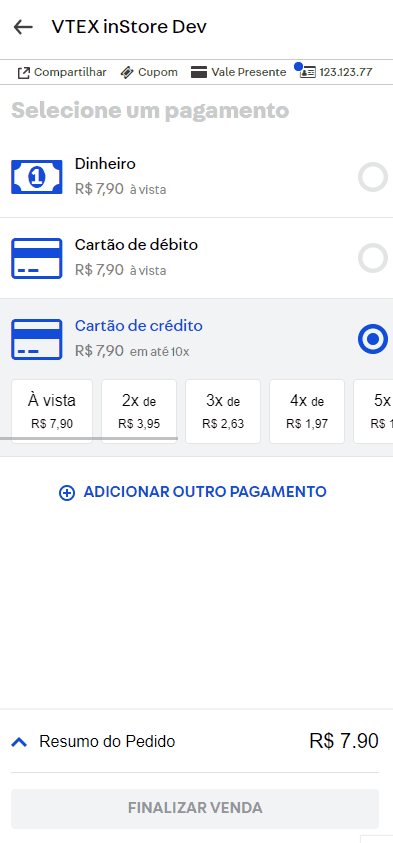 VTEX inStore Dev
Compartilhar Cupom Vale Presente 123.123.77
Selecione um pagamento
Dinheiro
R$ 7,90 à vista
1
Cartão de débito
R$ 7,90 à vista
Cartão de crédito
R$ 7,90 em até 10x
À vista 2x de 3x de 4x de 5x
R$ 7,90 R$ 3,95 R$ 2,63 R$ 1,97 R$ 1
ADICIONAR OUTRO PAGAMENTO
Resumo do Pedido R$ 7.90
FINALIZAR VENDA